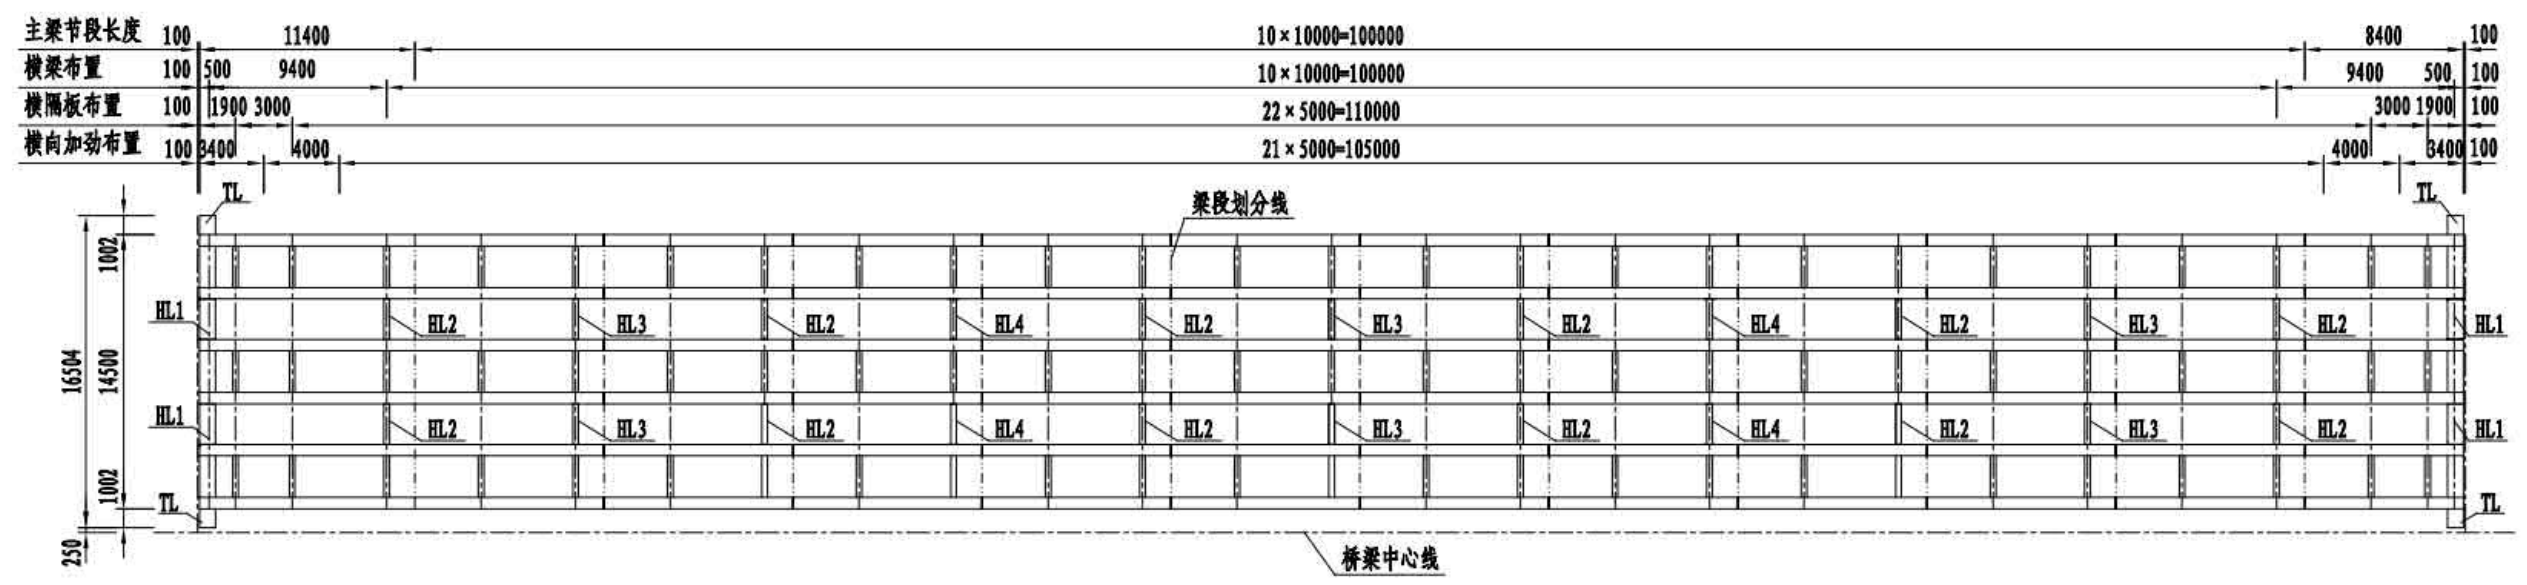 主梁节段长度 100 11400 10×10000=100000 8400 100
横梁布置 100 500 9400 10×10000=100000 9400 500 100
横隔板布置 100 1900 3000 22×5000=110000 3000 1900 100
横向加劲布置 100 3400 4000 21×5000=105000 4000 3400 100
TL 梁段划分线 TL
1002
HL1 HL2 HL3 HL2 HL4 HL2 HL3 HL2 HL4 HL2 HL3 HL2 HL1
16504 14500
HL1 HL2 HL3 HL2 HL4 HL2 HL3 HL2 HL4 HL2 HL3 HL2 HL1
1002
TL TL
250 桥梁中心线